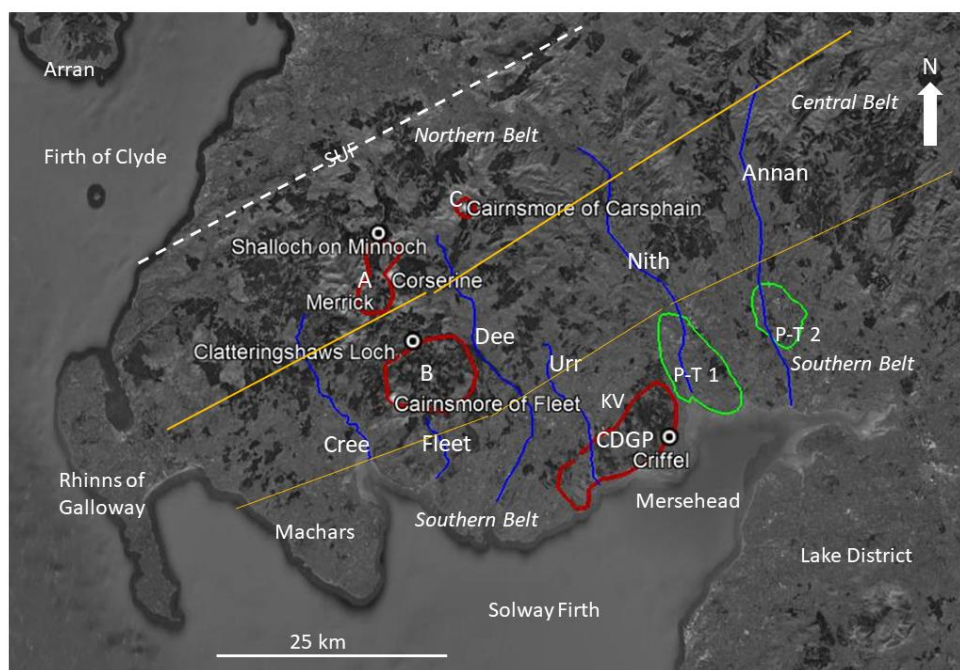 Arran
N
Central Belt
Northern Belt
Firth of Clyde
SUF
Annan
C
Cairnsmore of Carsphain
Shalloch on Minnoch
Nith
A
Corserine
Merrick
Dee
P-T 2
Clatteringshaws Loch
Urr
Southern Belt
B
P-T 1
KV
Cairnsmore of Fleet
CDGP
Cree
Fleet
Criffel
Rhinns of
Galloway
Mersehead
Southern Belt
Machars
Lake District
Solway Firth
25 km